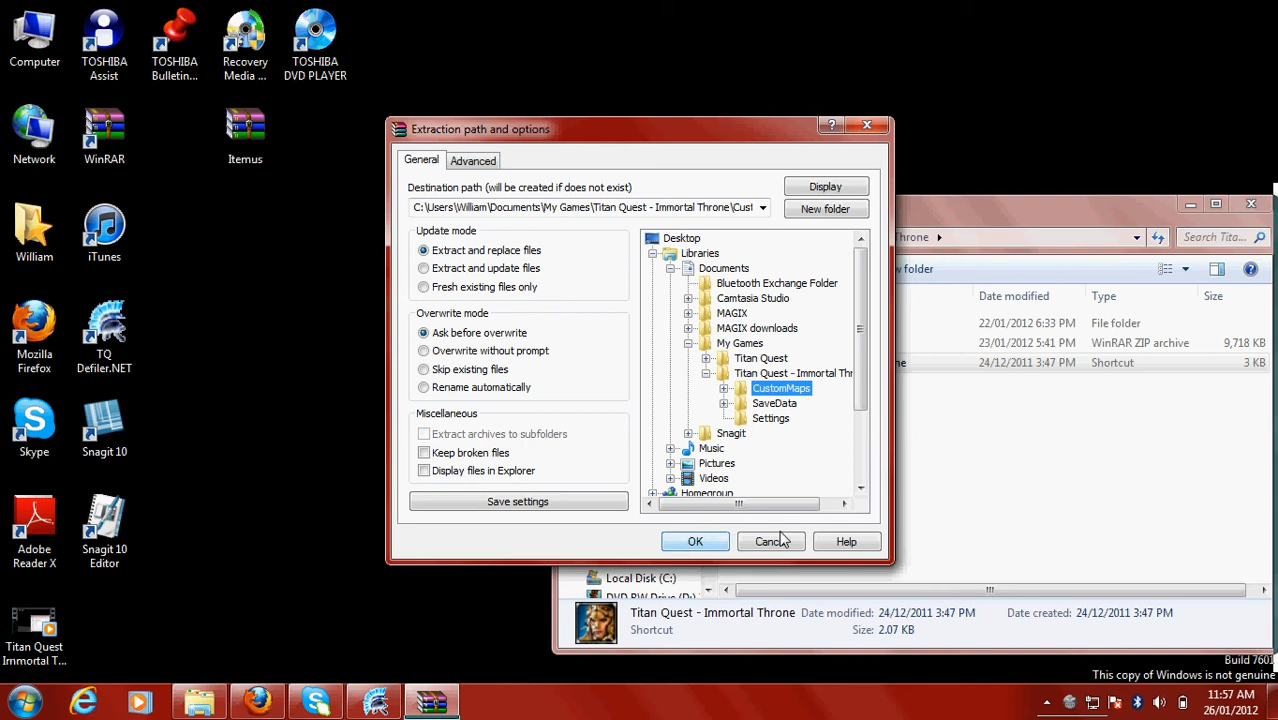 Computer
TOSHIBA
Assist
TOSHIBA
Bulletin...
Recovery
Media ...
TOSHIBA
DVD PLAYER
Network
WinRAR
Itemus
William
iTunes
Mozilla
Firefox
TQ
Defiler.NET
Skype
Snagit 10
Adobe
Reader X
Snagit 10
Editor
Titan Quest
Immortal T...
Extraction path and options
General
Advanced
Destination path (will be created if does not exist)
C:\Users\William\Documents\My Games\Titan Quest - Immortal Throne\Cust
Display
New folder
Update mode
Extract and replace files
Extract and update files
Fresh existing files only
Overwrite mode
Ask before overwrite
Overwrite without prompt
Skip existing files
Rename automatically
Miscellaneous
Extract archives to subfolders
Keep broken files
Display files in Explorer
Save settings
Desktop
Libraries
Documents
Bluetooth Exchange Folder
Camtasia Studio
MAGIX
MAGIX downloads
My Games
Titan Quest
Titan Quest - Immortal Thr
CustomMaps
SaveData
Settings
Snagit
Music
Pictures
Videos
Homegroup
OK
Cancel
Help
Throne
Search Tita...
w folder
Date modified
Type
Size
22/01/2012 6:33 PM
File folder
23/01/2012 5:41 PM
WinRAR ZIP archive
9,718 KB
ne
24/12/2011 3:47 PM
Shortcut
3 KB
Local Disk (C:)
DVD RW Drive (D:)
Titan Quest - Immortal Throne
Date modified: 24/12/2011 3:47 PM
Date created: 24/12/2011 3:47 PM
Shortcut
Size: 2.07 KB
Build 7601
This copy of Windows is not genuine
11:57 AM
26/01/2012